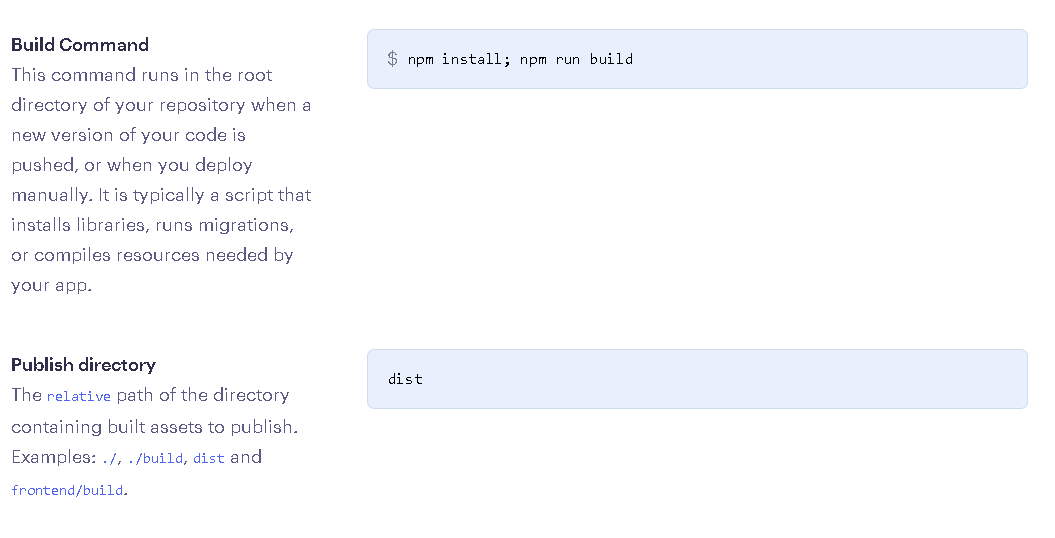 Build Command
This command runs in the root
directory of your repository when a
new version of your code is
pushed, or when you deploy
manually. It is typically a script that
installs libraries, runs migrations,
or compiles resources needed by
your app.
$ npm install; npm run build
Publish directory
The relative path of the directory
containing built assets to publish.
Examples: ./, ./build, dist and
frontend/build.
dist